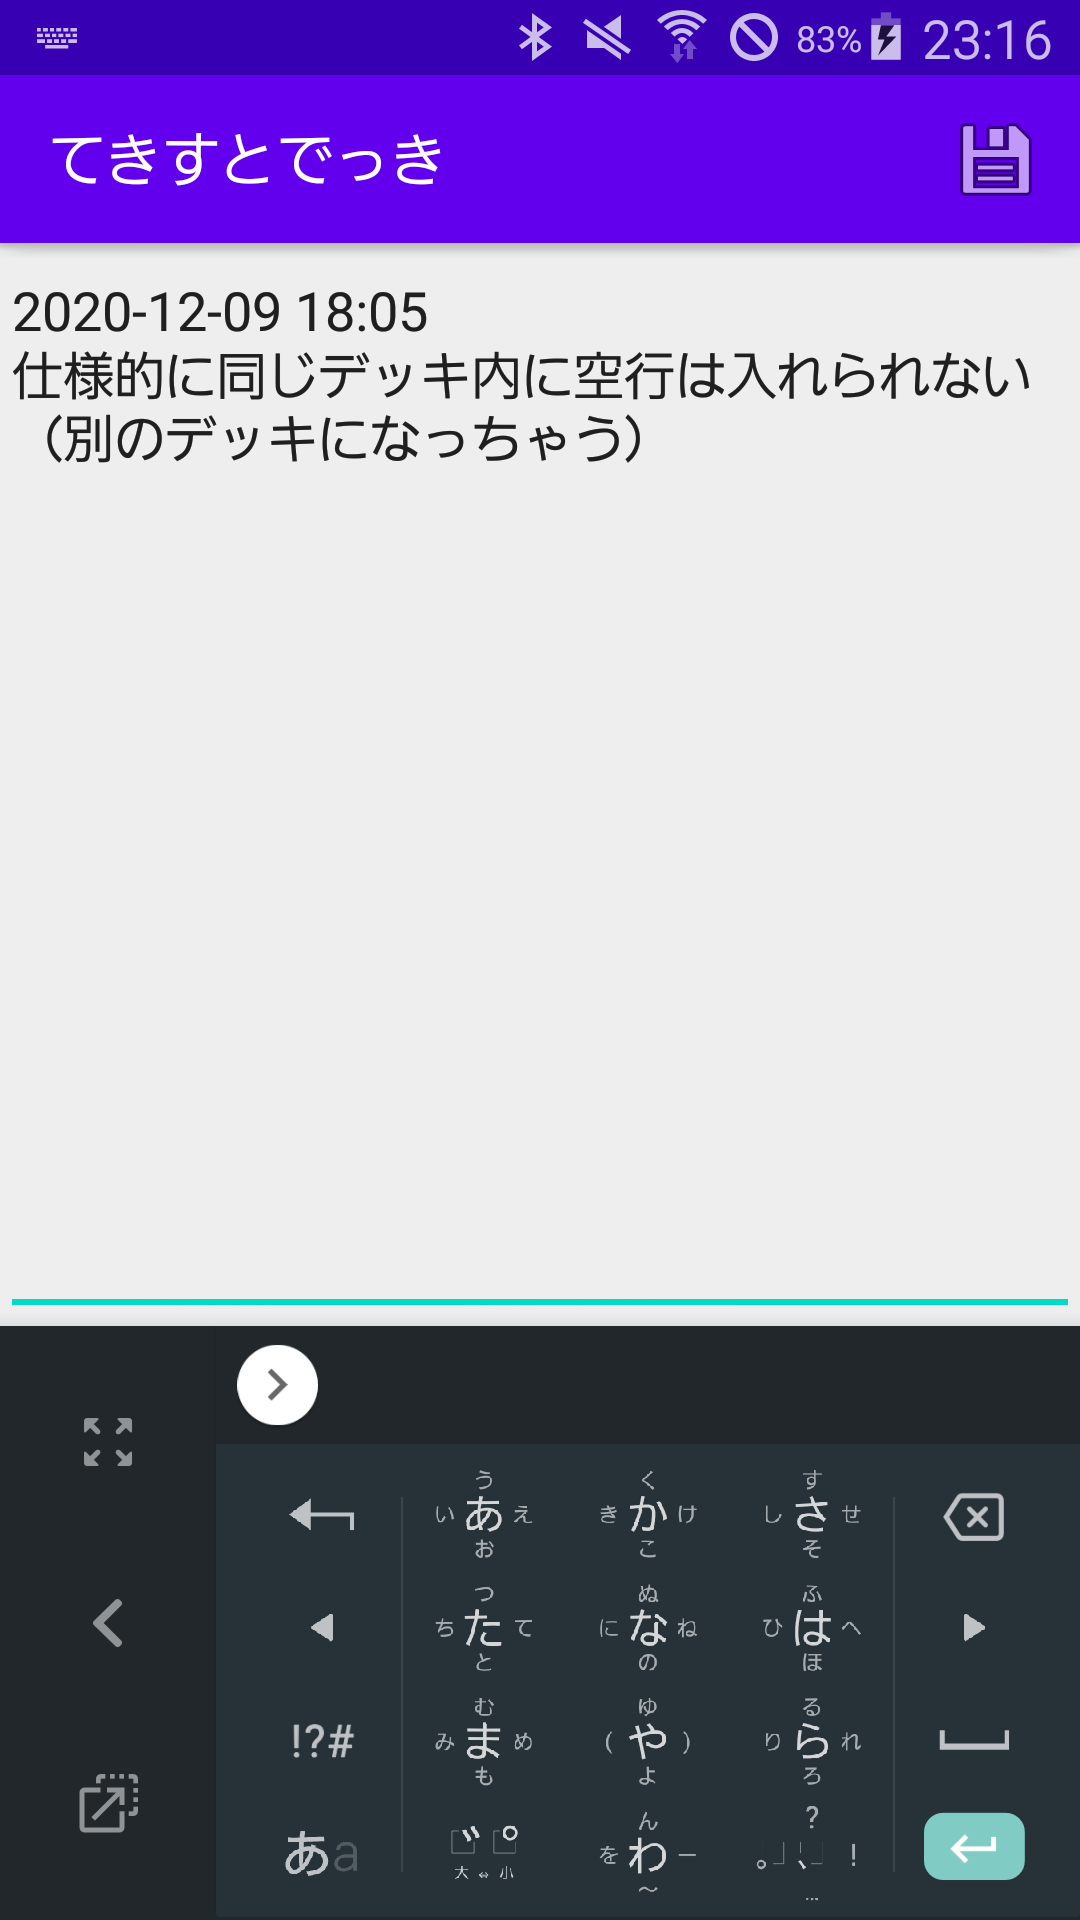 83% 23:16
てきすとでっき
2020-12-09 18:05
仕様的に同じデッキ内に空行は入れられない
（別のデッキになっちゃう）
う く す
い あ え き か け し さ せ
お こ そ
つ ぬ ふ
ち た て に な ね ひ は へ
と の ほ
む ゆ る
!?# み ま め ( や ) り ら れ
も よ ろ
ん ?
あa ゛ ゜ を わ ー 。 、 !
大⇔小 〜 …